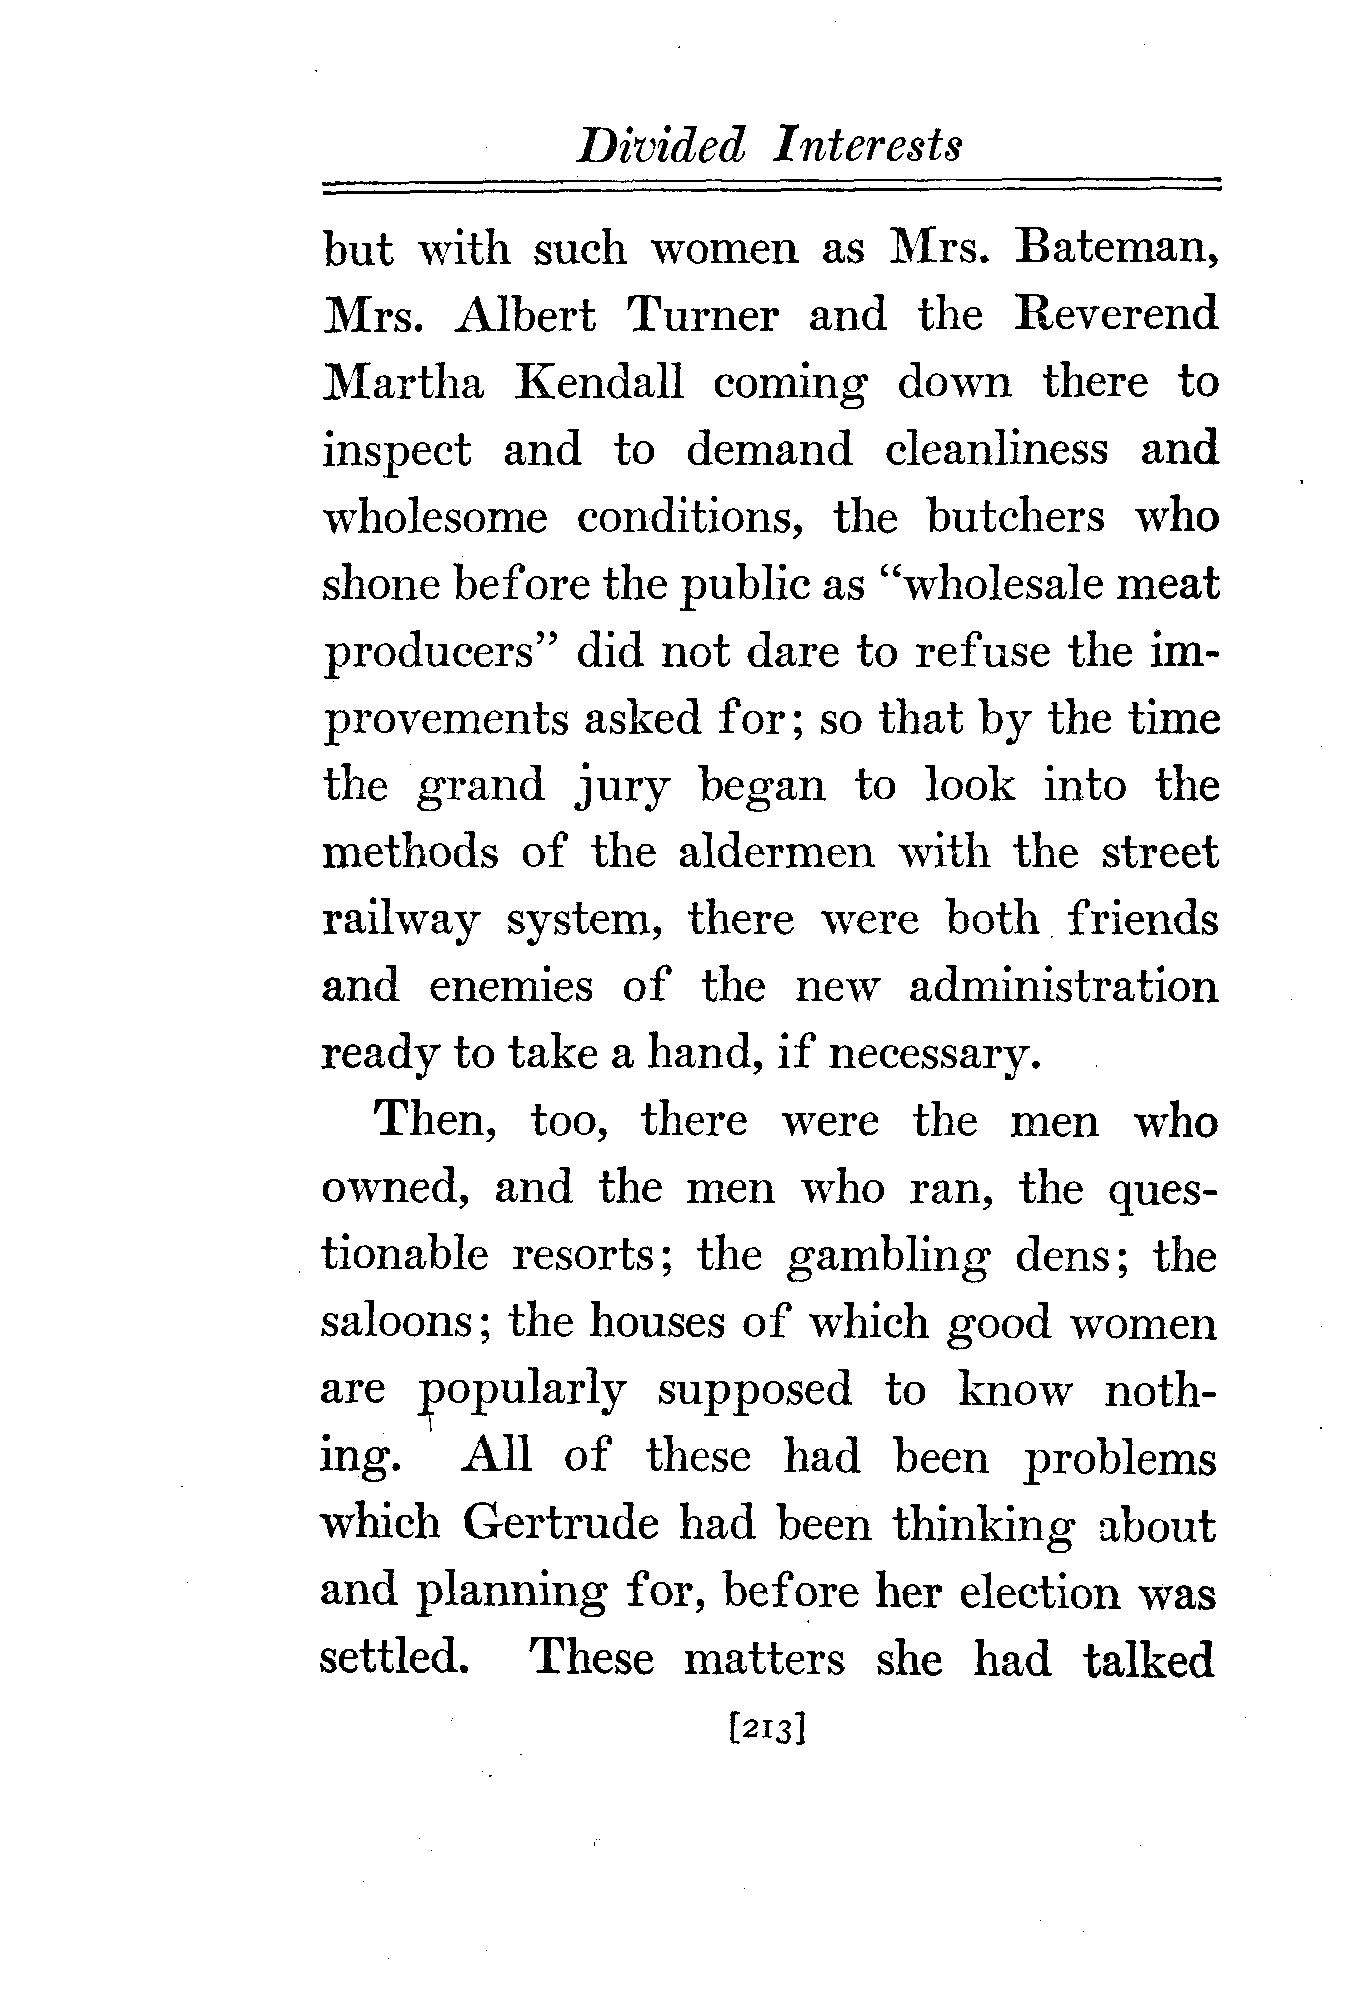 Divided Interests
but with such women as Mrs. Bateman,
Mrs. Albert Turner and the Reverend
Martha Kendall coming down there to
inspect and to demand cleanliness and
wholesome conditions, the butchers who
shone before the public as “wholesale meat
producers” did not dare to refuse the im-
provements asked for; so that by the time
the grand jury began to look into the
methods of the aldermen with the street
railway system, there were both friends
and enemies of the new administration
ready to take a hand, if necessary.
Then, too, there were the men who
owned, and the men who ran, the ques-
tionable resorts; the gambling dens; the
saloons; the houses of which good women
are popularly supposed to know noth-
ing. All of these had been problems
which Gertrude had been thinking about
and planning for, before her election was
settled. These matters she had talked
[213]